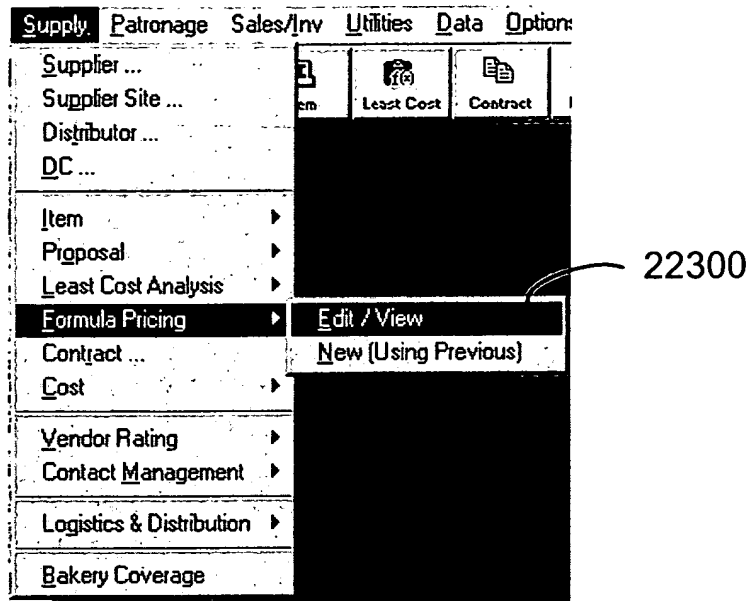 Supply Patronage Sales/Inv Utilities Data Options
Supplier ...
em Least Cost Contract
Supplier Site ...
Distributor ...
DC ...
Item
Proposal
Least Cost Analysis
22300
Formula Pricing Edit / View
Contract ... New (Using Previous)
Cost
Vendor Rating
Contact Management
Logistics & Distribution
Bakery Coverage